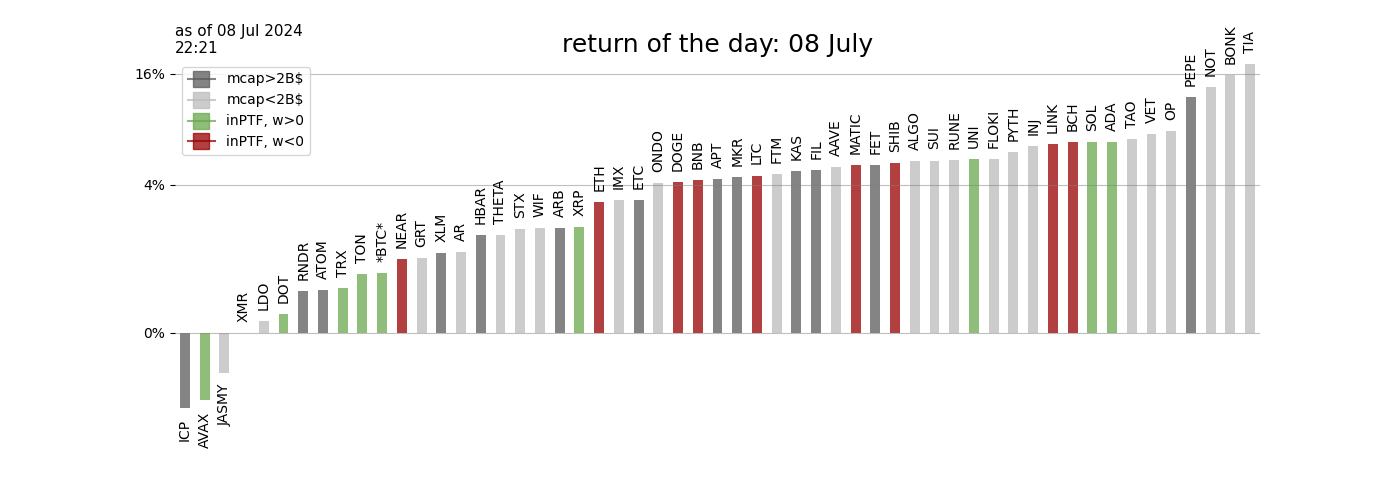 as of 08 Jul 2024
22:21
return of the day: 08 July
mcap>2B$
mcap<2B$
inPTF, w>0
inPTF, w<0
16%
4%
0%
ICP
AVAX
JASMY
XMR
LDO
DOT
RNDR
ATOM
TRX
TON
*BTC*
NEAR
GRT
XLM
AR
HBAR
THETA
STX
WIF
ARB
XRP
ETH
IMX
ETC
ONDO
DOGE
BNB
APT
MKR
LTC
FTM
KAS
FIL
AAVE
MATIC
FET
SHIB
ALGO
SUI
RUNE
UNI
FLOKI
PYTH
INJ
LINK
BCH
SOL
ADA
TAO
VET
OP
PEPE
NOT
BONK
TIA